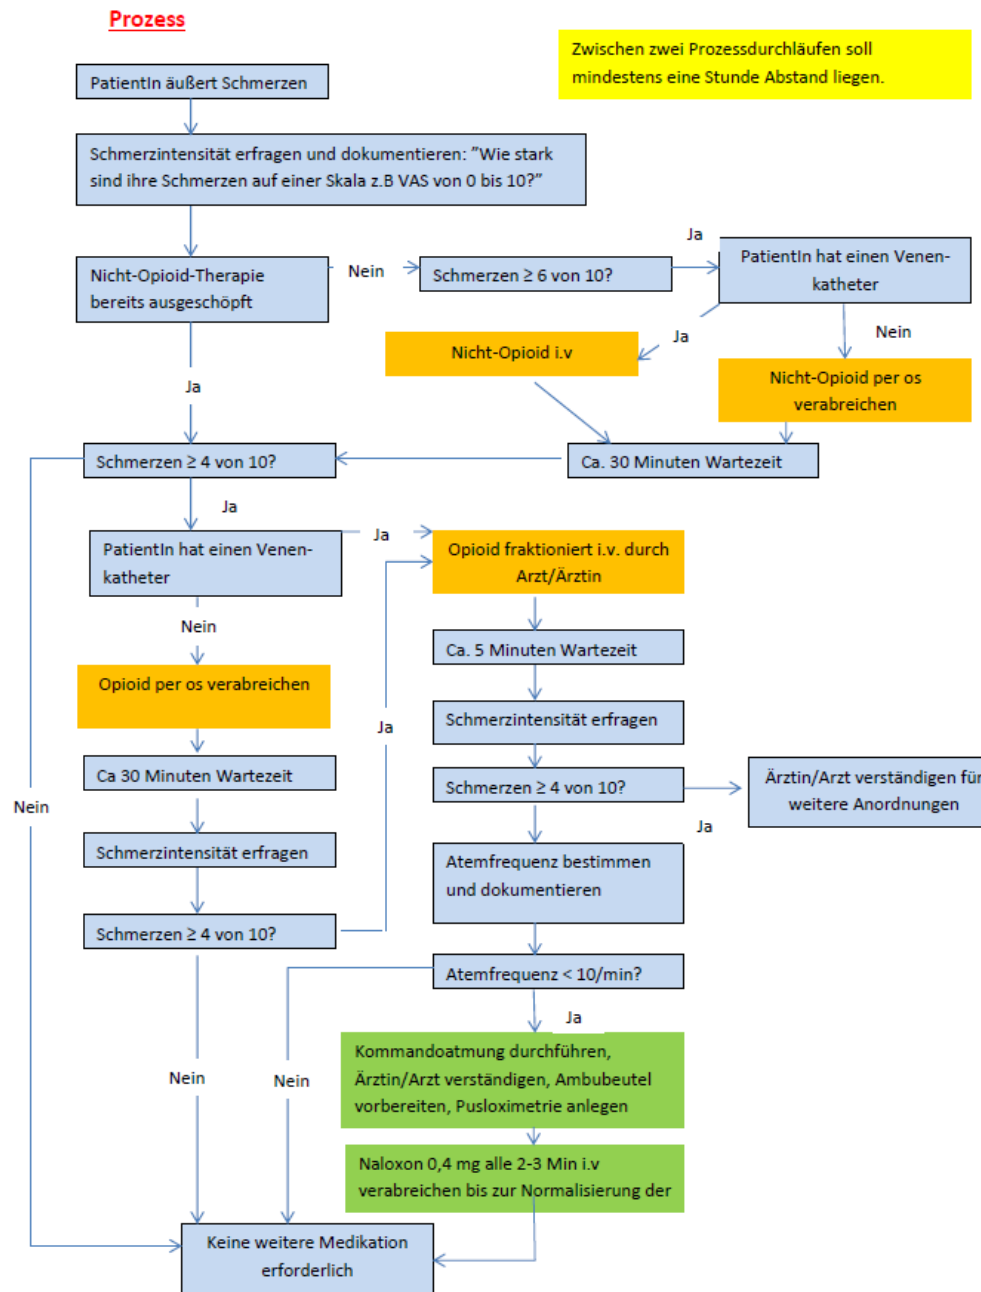 Prozess
Zwischen zwei Prozessdurchläufen soll
mindestens eine Stunde Abstand liegen.
PatientIn äußert Schmerzen
Schmerzintensität erfragen und dokumentieren: ”Wie stark
sind ihre Schmerzen auf einer Skala z.B VAS von 0 bis 10?”
Nicht-Opioid-Therapie
bereits ausgeschöpft
Nein
Schmerzen ≥ 6 von 10?
Ja
PatientIn hat einen Venen-
katheter
Ja
Nein
Nicht-Opioid i.v
Nicht-Opioid per os
verabreichen
Ja
Schmerzen ≥ 4 von 10?
Ca. 30 Minuten Wartezeit
Ja
PatientIn hat einen Venen-
katheter
Ja
Opioid fraktioniert i.v. durch
Arzt/Ärztin
Nein
Ca. 5 Minuten Wartezeit
Opioid per os verabreichen
Schmerzintensität erfragen
Ja
Ca 30 Minuten Wartezeit
Schmerzen ≥ 4 von 10?
Ärztin/Arzt verständigen für
weitere Anordnungen
Nein
Ja
Schmerzintensität erfragen
Atemfrequenz bestimmen
und dokumentieren
Schmerzen ≥ 4 von 10?
Atemfrequenz < 10/min?
Ja
Kommandoatmung durchführen,
Ärztin/Arzt verständigen, Ambubeutel
vorbereiten, Pusloximetrie anlegen
Nein
Nein
Naloxon 0,4 mg alle 2-3 Min i.v
verabreichen bis zur Normalisierung der
Keine weitere Medikation
erforderlich